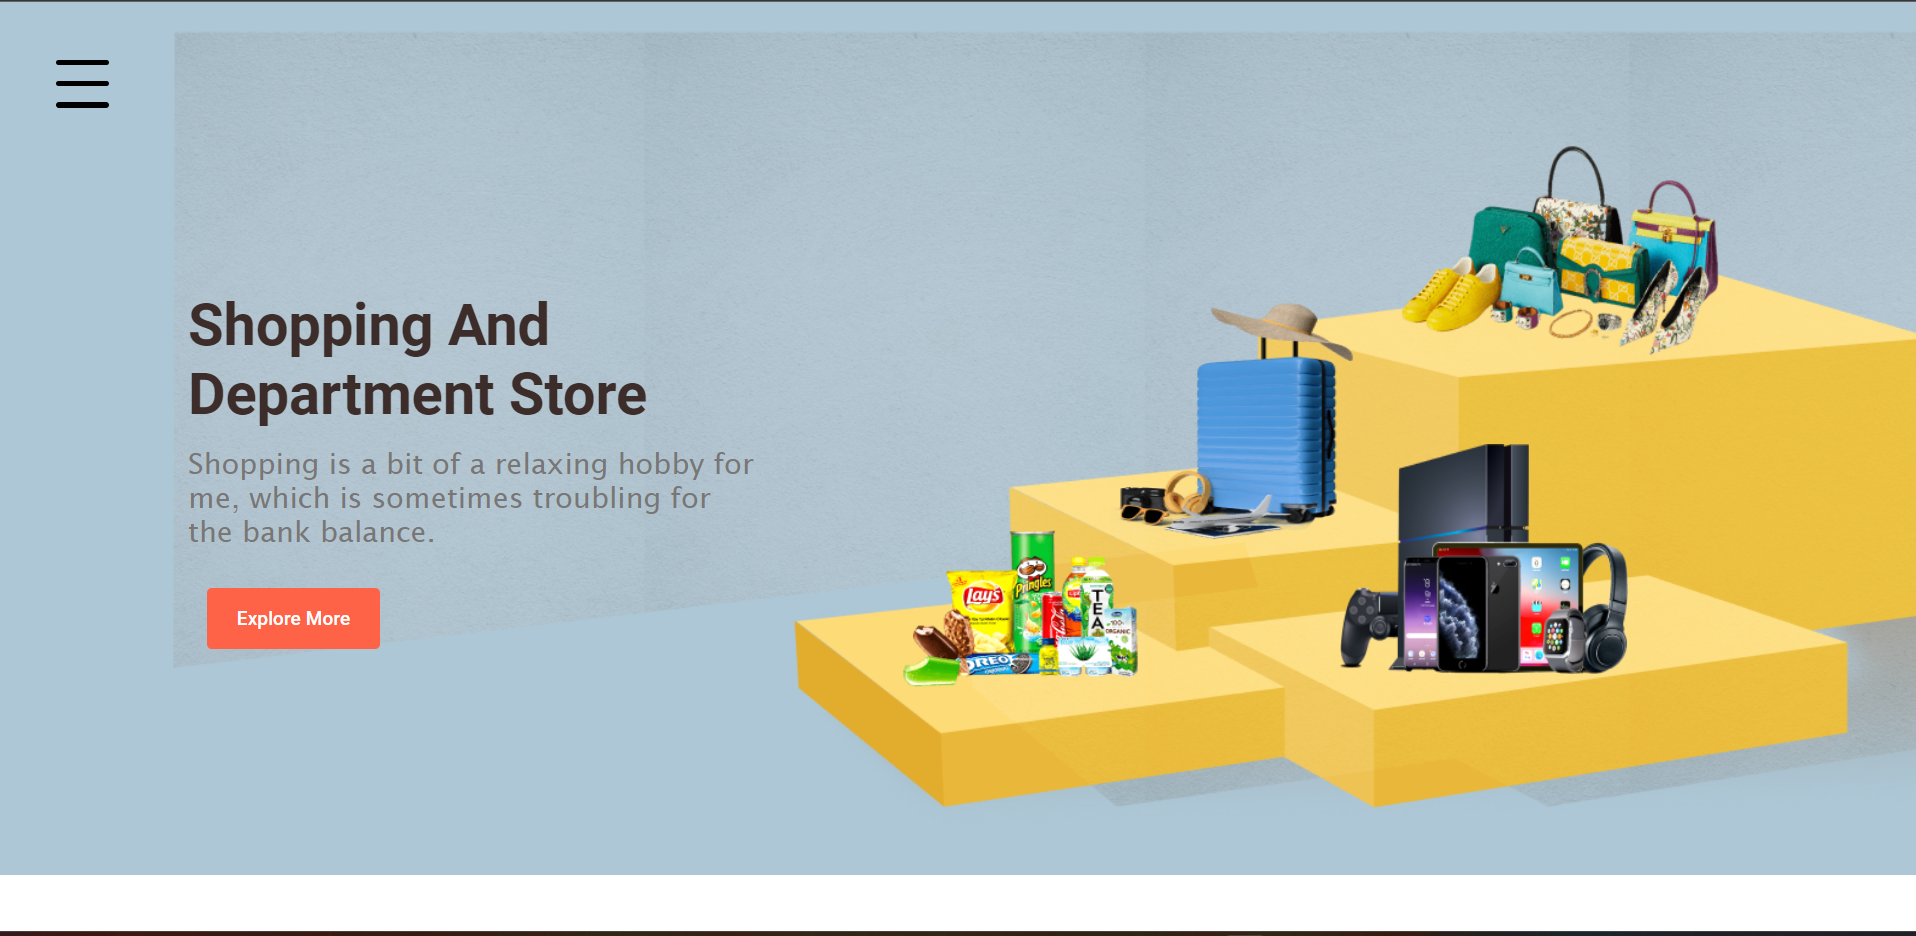 Shopping And
Department Store
Shopping is a bit of a relaxing hobby for
me, which is sometimes troubling for
the bank balance.
Explore More
Lay's
Pringles
TEA
100%
ORGANIC
OREO